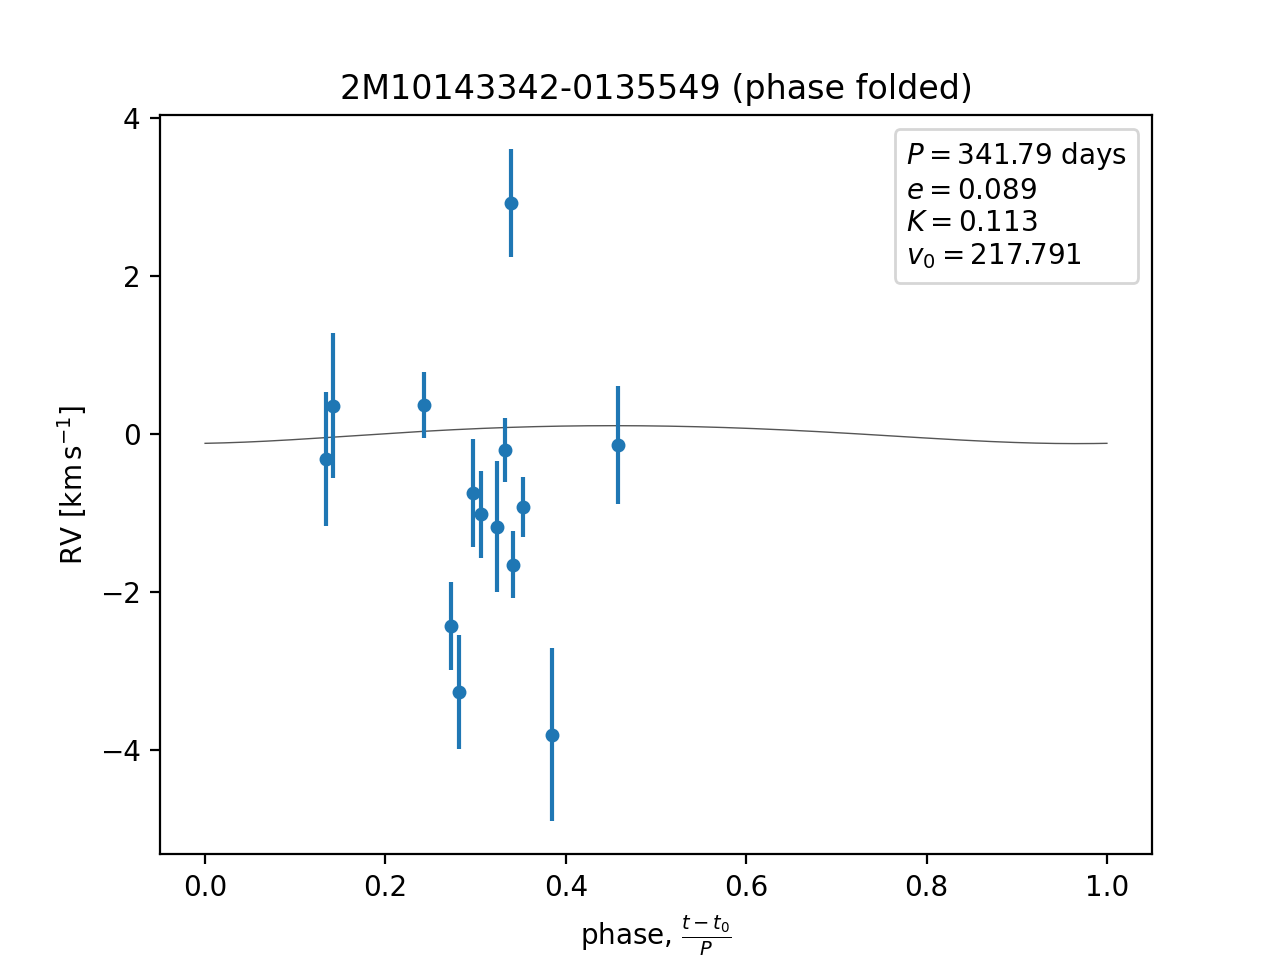 2M10143342-0135549 (phase folded)
P = 341.79 days
e = 0.089
K = 0.113
v₀ = 217.791
4
2
0
−2
−4
RV [km s⁻¹]
0.0 0.2 0.4 0.6 0.8 1.0
phase, (t − t₀)/P